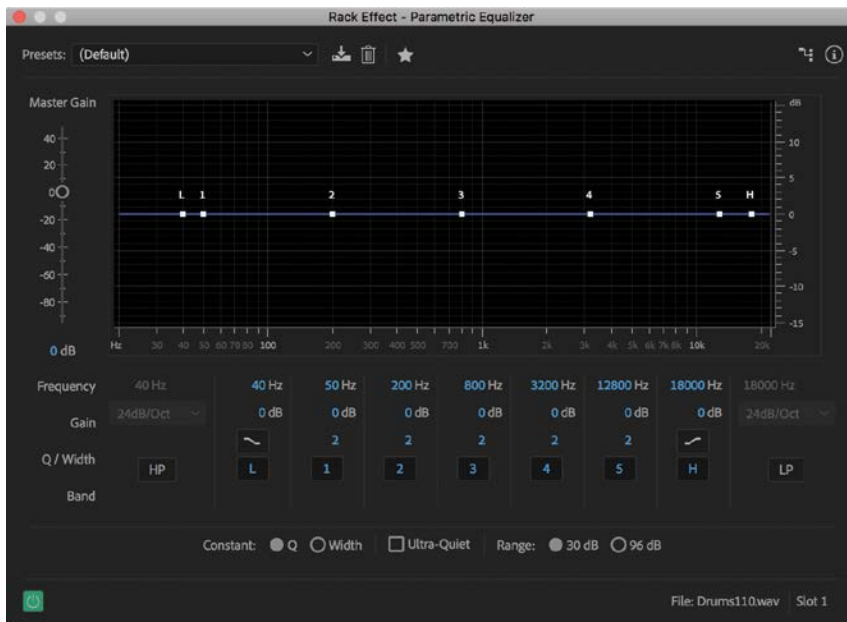 Rack Effect - Parametric Equalizer
Presets: (Default)
Master Gain
dB
40
20
0
-20
-40
-60
-80
0 dB
L 1 2 3 4 5 H
10
5
0
-5
-10
-15
Hz 30 40 50 60 70 80 100 200 300 400 500 700 1k 2k 3k 4k 5k 6k 7k 8k 10k 20k
Frequency 40 Hz 40 Hz 50 Hz 200 Hz 800 Hz 3200 Hz 12800 Hz 18000 Hz 18000 Hz
Gain 24dB/Oct 0 dB 0 dB 0 dB 0 dB 0 dB 0 dB 0 dB 24dB/Oct
Q / Width 2 2 2 2 2
Band HP L 1 2 3 4 5 H LP
Constant: Q Width Ultra-Quiet Range: 30 dB 96 dB
File: Drums110.wav Slot 1